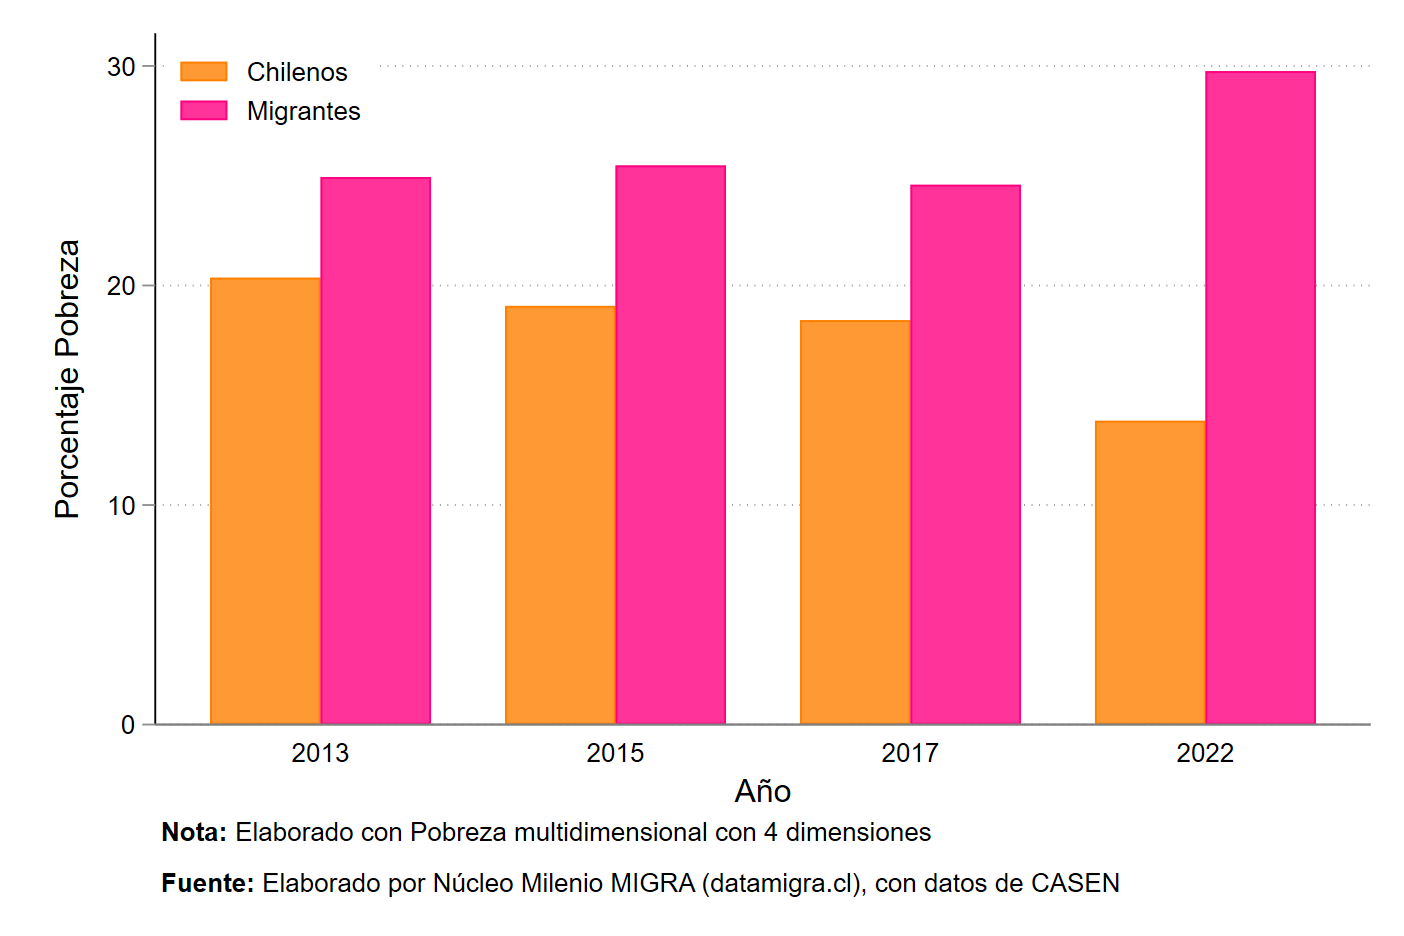 Chilenos
Migrantes
Porcentaje Pobreza
30
20
10
0
2013 2015 2017 2022
Año
Nota: Elaborado con Pobreza multidimensional con 4 dimensiones
Fuente: Elaborado por Núcleo Milenio MIGRA (datamigra.cl), con datos de CASEN